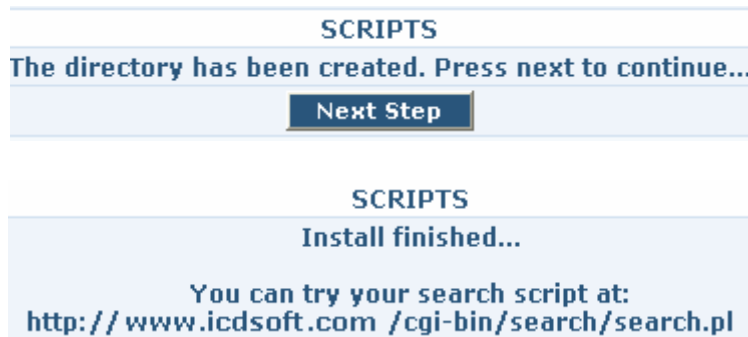 SCRIPTS
The directory has been created. Press next to continue...
Next Step
SCRIPTS
Install finished...
You can try your search script at:
http://www.icdsoft.com /cgi-bin/search/search.pl